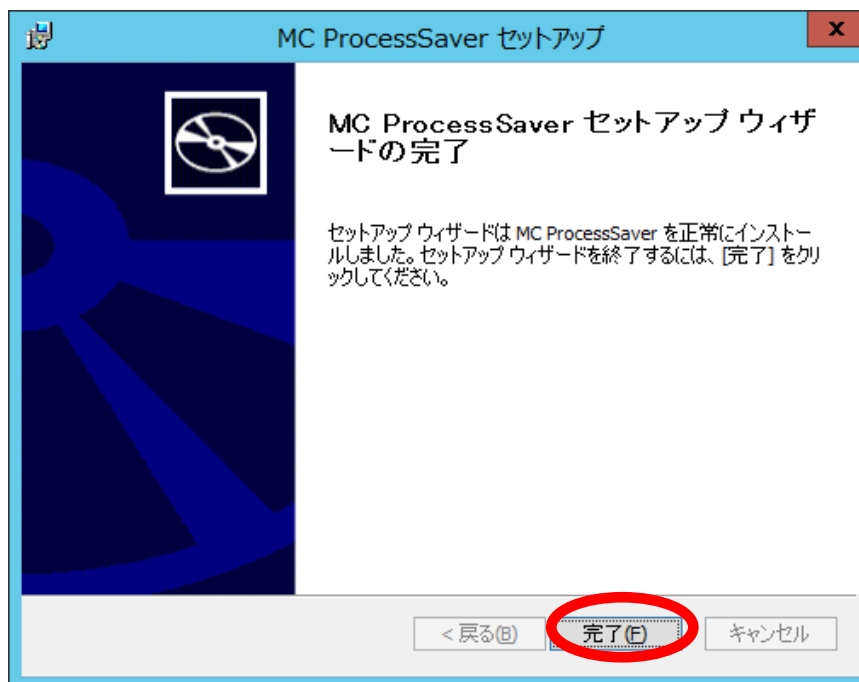 MC ProcessSaver セットアップ
x
MC ProcessSaver セットアップ ウィザ
ードの完了
セットアップ ウィザードは MC ProcessSaver を正常にインストー
ルしました。セットアップ ウィザードを終了するには、[完了] をクリ
ックしてください。
< 戻る(B)
完了(F)
キャンセル